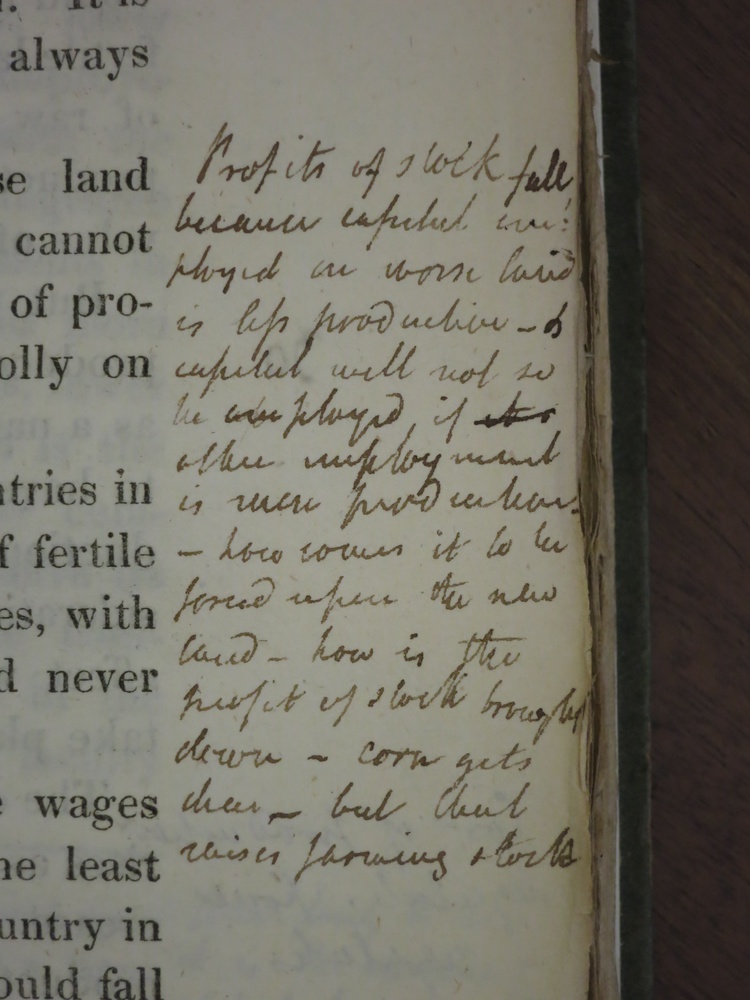 It is
always
se land
cannot
of pro-
olly on
ntries in
f fertile
es, with
d never
e wages
he least
untry in
ould fall
Profits of stock fall
because capital em:
ployed on worse land
is less productive - &
capital will not so
be employed, if its
other employment
is more productive.
- how comes it to be
forced upon the new
land - how is the
profit of stock brought
down - corn gets
dear - but that
raises farming stock